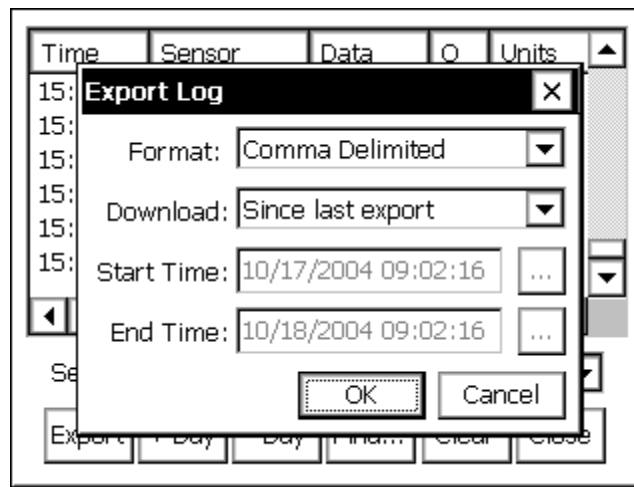 Time Sensor Data O Units
15:
Export Log
15:
Format: Comma Delimited
15:
15:
Download: Since last export
15:
15:
Start Time: 10/17/2004 09:02:16 ...
End Time: 10/18/2004 09:02:16 ...
Se
OK Cancel
Export + Day - Day Find... Clear Close